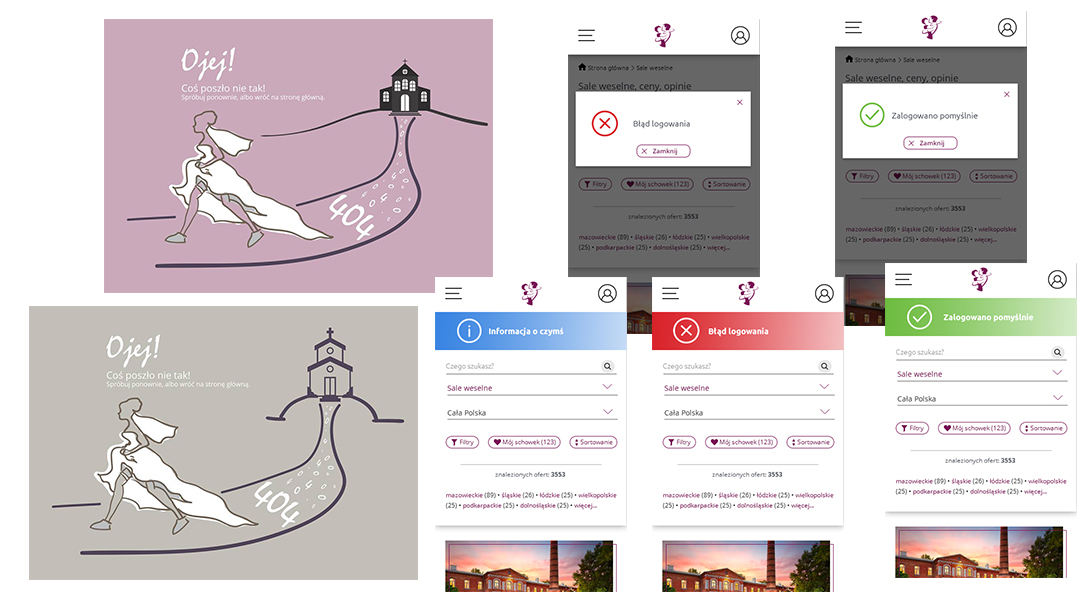 Ojej!
Coś poszło nie tak!
Spróbuj ponownie, albo wróć na stronę główną.
404
Strona główna > Sale weselne
Sale weselne, ceny, opinie
Błąd logowania
Zamknij
Filtry
Mój schowek (123)
Sortowanie
znalezionych ofert: 3553
mazowieckie (89) • śląskie (26) • łódzkie (25) • wielkopolskie
(25) • podkarpackie (25) • dolnośląskie (25) • więcej...
Strona główna > Sale weselne
Sale weselne, ceny, opinie
Zalogowano pomyślnie
Zamknij
Filtry
Mój schowek (123)
Sortowanie
znalezionych ofert: 3553
mazowieckie (89) • śląskie (26) • łódzkie (25) • wielkopolskie
(25) • podkarpackie (25) • dolnośląskie (25) • więcej...
Ojej!
Coś poszło nie tak!
Spróbuj ponownie, albo wróć na stronę główną.
404
Informacja o czymś
Czego szukasz?
Sale weselne
Cała Polska
Filtry
Mój schowek (123)
Sortowanie
znalezionych ofert: 3553
mazowieckie (89) • śląskie (26) • łódzkie (25) • wielkopolskie
(25) • podkarpackie (25) • dolnośląskie (25) • więcej...
Błąd logowania
Czego szukasz?
Sale weselne
Cała Polska
Filtry
Mój schowek (123)
Sortowanie
znalezionych ofert: 3553
mazowieckie (89) • śląskie (26) • łódzkie (25) • wielkopolskie
(25) • podkarpackie (25) • dolnośląskie (25) • więcej...
Zalogowano pomyślnie
Czego szukasz?
Sale weselne
Cała Polska
Filtry
Mój schowek (123)
Sortowanie
znalezionych ofert: 3553
mazowieckie (89) • śląskie (26) • łódzkie (25) • wielkopolskie
(25) • podkarpackie (25) • dolnośląskie (25) • więcej...